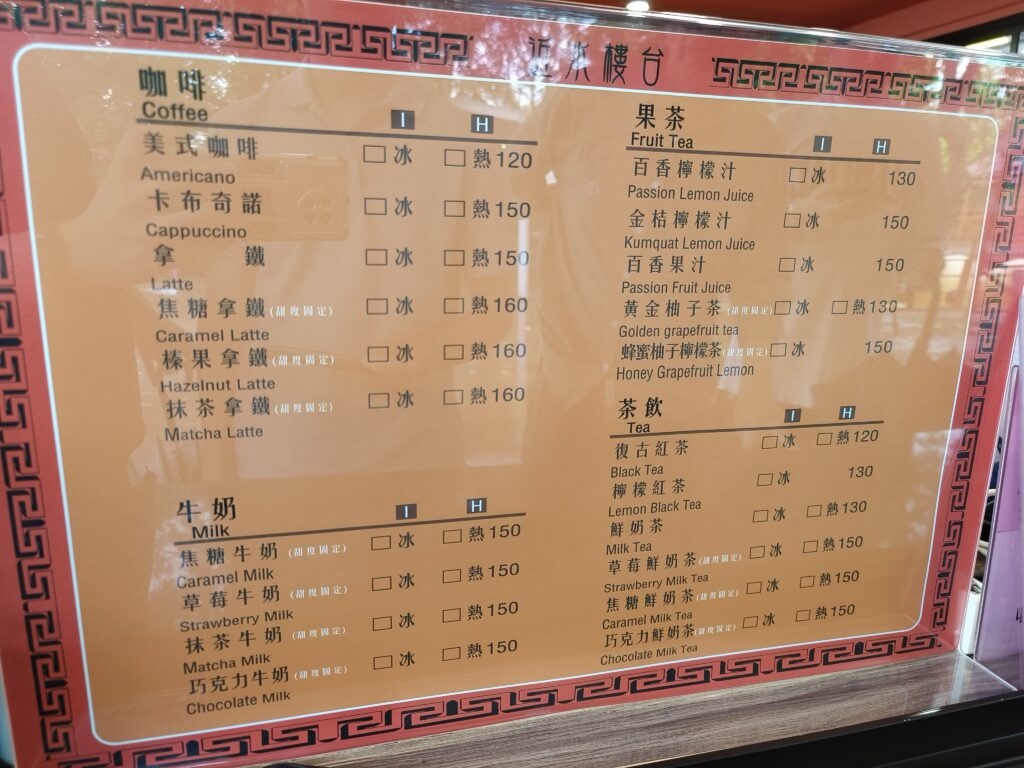 近水樓台
咖啡
Coffee
I H
美式咖啡 □冰 □熱120
Americano
卡布奇諾 □冰 □熱150
Cappuccino
拿鐵 □冰 □熱150
Latte
焦糖拿鐵(甜度固定) □冰 □熱160
Caramel Latte
榛果拿鐵(甜度固定) □冰 □熱160
Hazelnut Latte
抹茶拿鐵(甜度固定) □冰 □熱160
Matcha Latte
牛奶
Milk
I H
焦糖牛奶(甜度固定) □冰 □熱150
Caramel Milk
草莓牛奶(甜度固定) □冰 □熱150
Strawberry Milk
抹茶牛奶(甜度固定) □冰 □熱150
Matcha Milk
巧克力牛奶(甜度固定) □冰 □熱150
Chocolate Milk
果茶
Fruit Tea
I H
百香檸檬汁 □冰 130
Passion Lemon Juice
金桔檸檬汁 □冰 150
Kumquat Lemon Juice
百香果汁 □冰 150
Passion Fruit Juice
黃金柚子茶(甜度固定) □冰 □熱130
Golden grapefruit tea
蜂蜜柚子檸檬茶(甜度固定) □冰 150
Honey Grapefruit Lemon
茶飲
Tea
I H
復古紅茶 □冰 □熱120
Black Tea
檸檬紅茶 □冰 130
Lemon Black Tea
鮮奶茶 □冰 □熱130
Milk Tea
草莓鮮奶茶(甜度固定) □冰 □熱150
Strawberry Milk Tea
焦糖鮮奶茶(甜度固定) □冰 □熱150
Caramel Milk Tea
巧克力鮮奶茶(甜度固定) □冰 □熱150
Chocolate Milk Tea